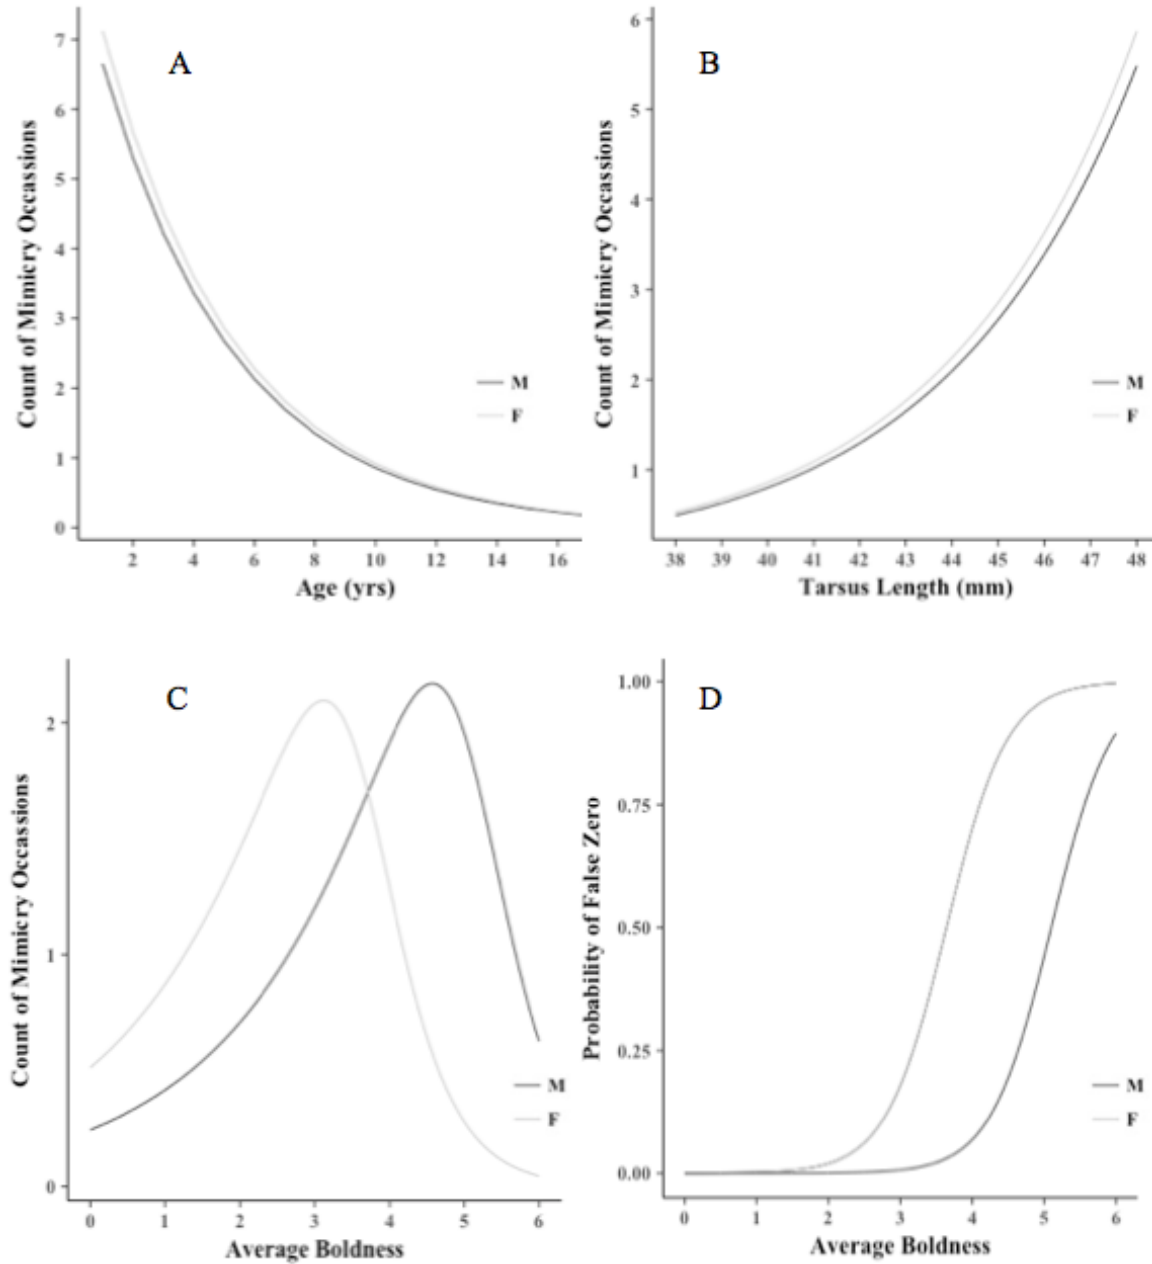 A
Count of Mimicry Occassions
7
6
5
4
3
2
1
0
M
F
2 4 6 8 10 12 14 16
Age (yrs)
B
Count of Mimicry Occassions
6
5
4
3
2
1
M
F
38 39 40 41 42 43 44 45 46 47 48
Tarsus Length (mm)
C
Count of Mimicry Occassions
2
1
0
M
F
0 1 2 3 4 5 6
Average Boldness
D
Probability of False Zero
1.00
0.75
0.50
0.25
0.00
M
F
0 1 2 3 4 5 6
Average Boldness